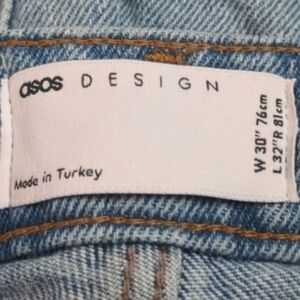 asos DESIGN
Made in Turkey
W 30" 76cm
L 32"R 81cm